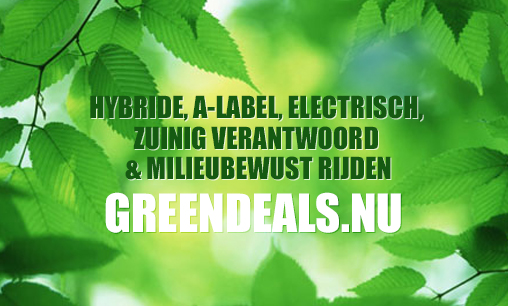 HYBRIDE, A-LABEL, ELECTRISCH,
ZUINIG VERANTWOORD
& MILIEUBEWUST RIJDEN
GREENDEALS.NU